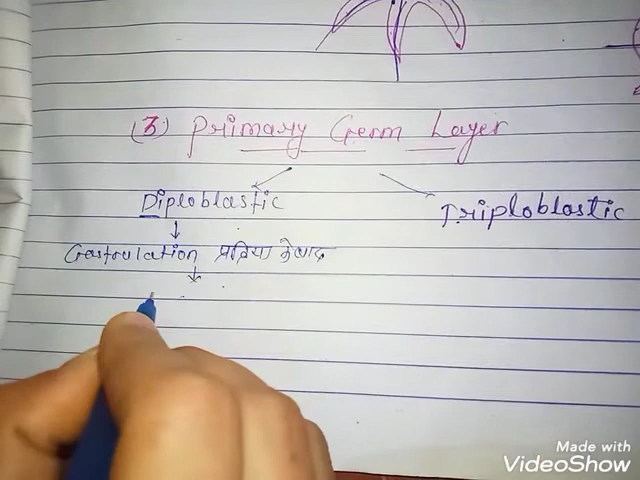 (3) Primary Germ Layer
Diploblastic
Triploblastic
Gastrulation प्रक्रिया के बाद
Made with
VideoShow